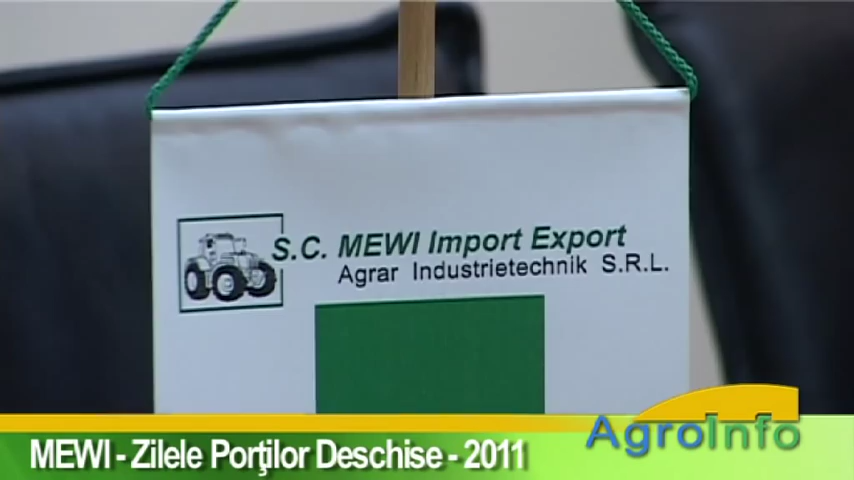 S.C. MEWI Import Export
Agrar Industrietechnik S.R.L.
AgroInfo
MEWI - Zilele Porţilor Deschise - 2011